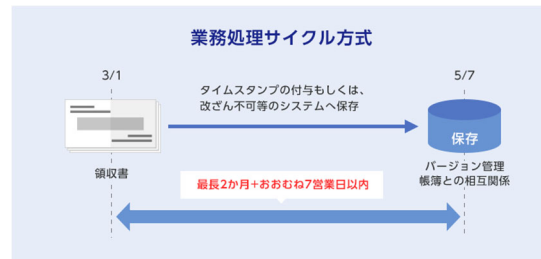 業務処理サイクル方式
3/1
5/7
タイムスタンプの付与もしくは、
改ざん不可等のシステムへ保存
保存
領収書
バージョン管理
帳簿との相互関係
最長2か月+おおむね7営業日以内